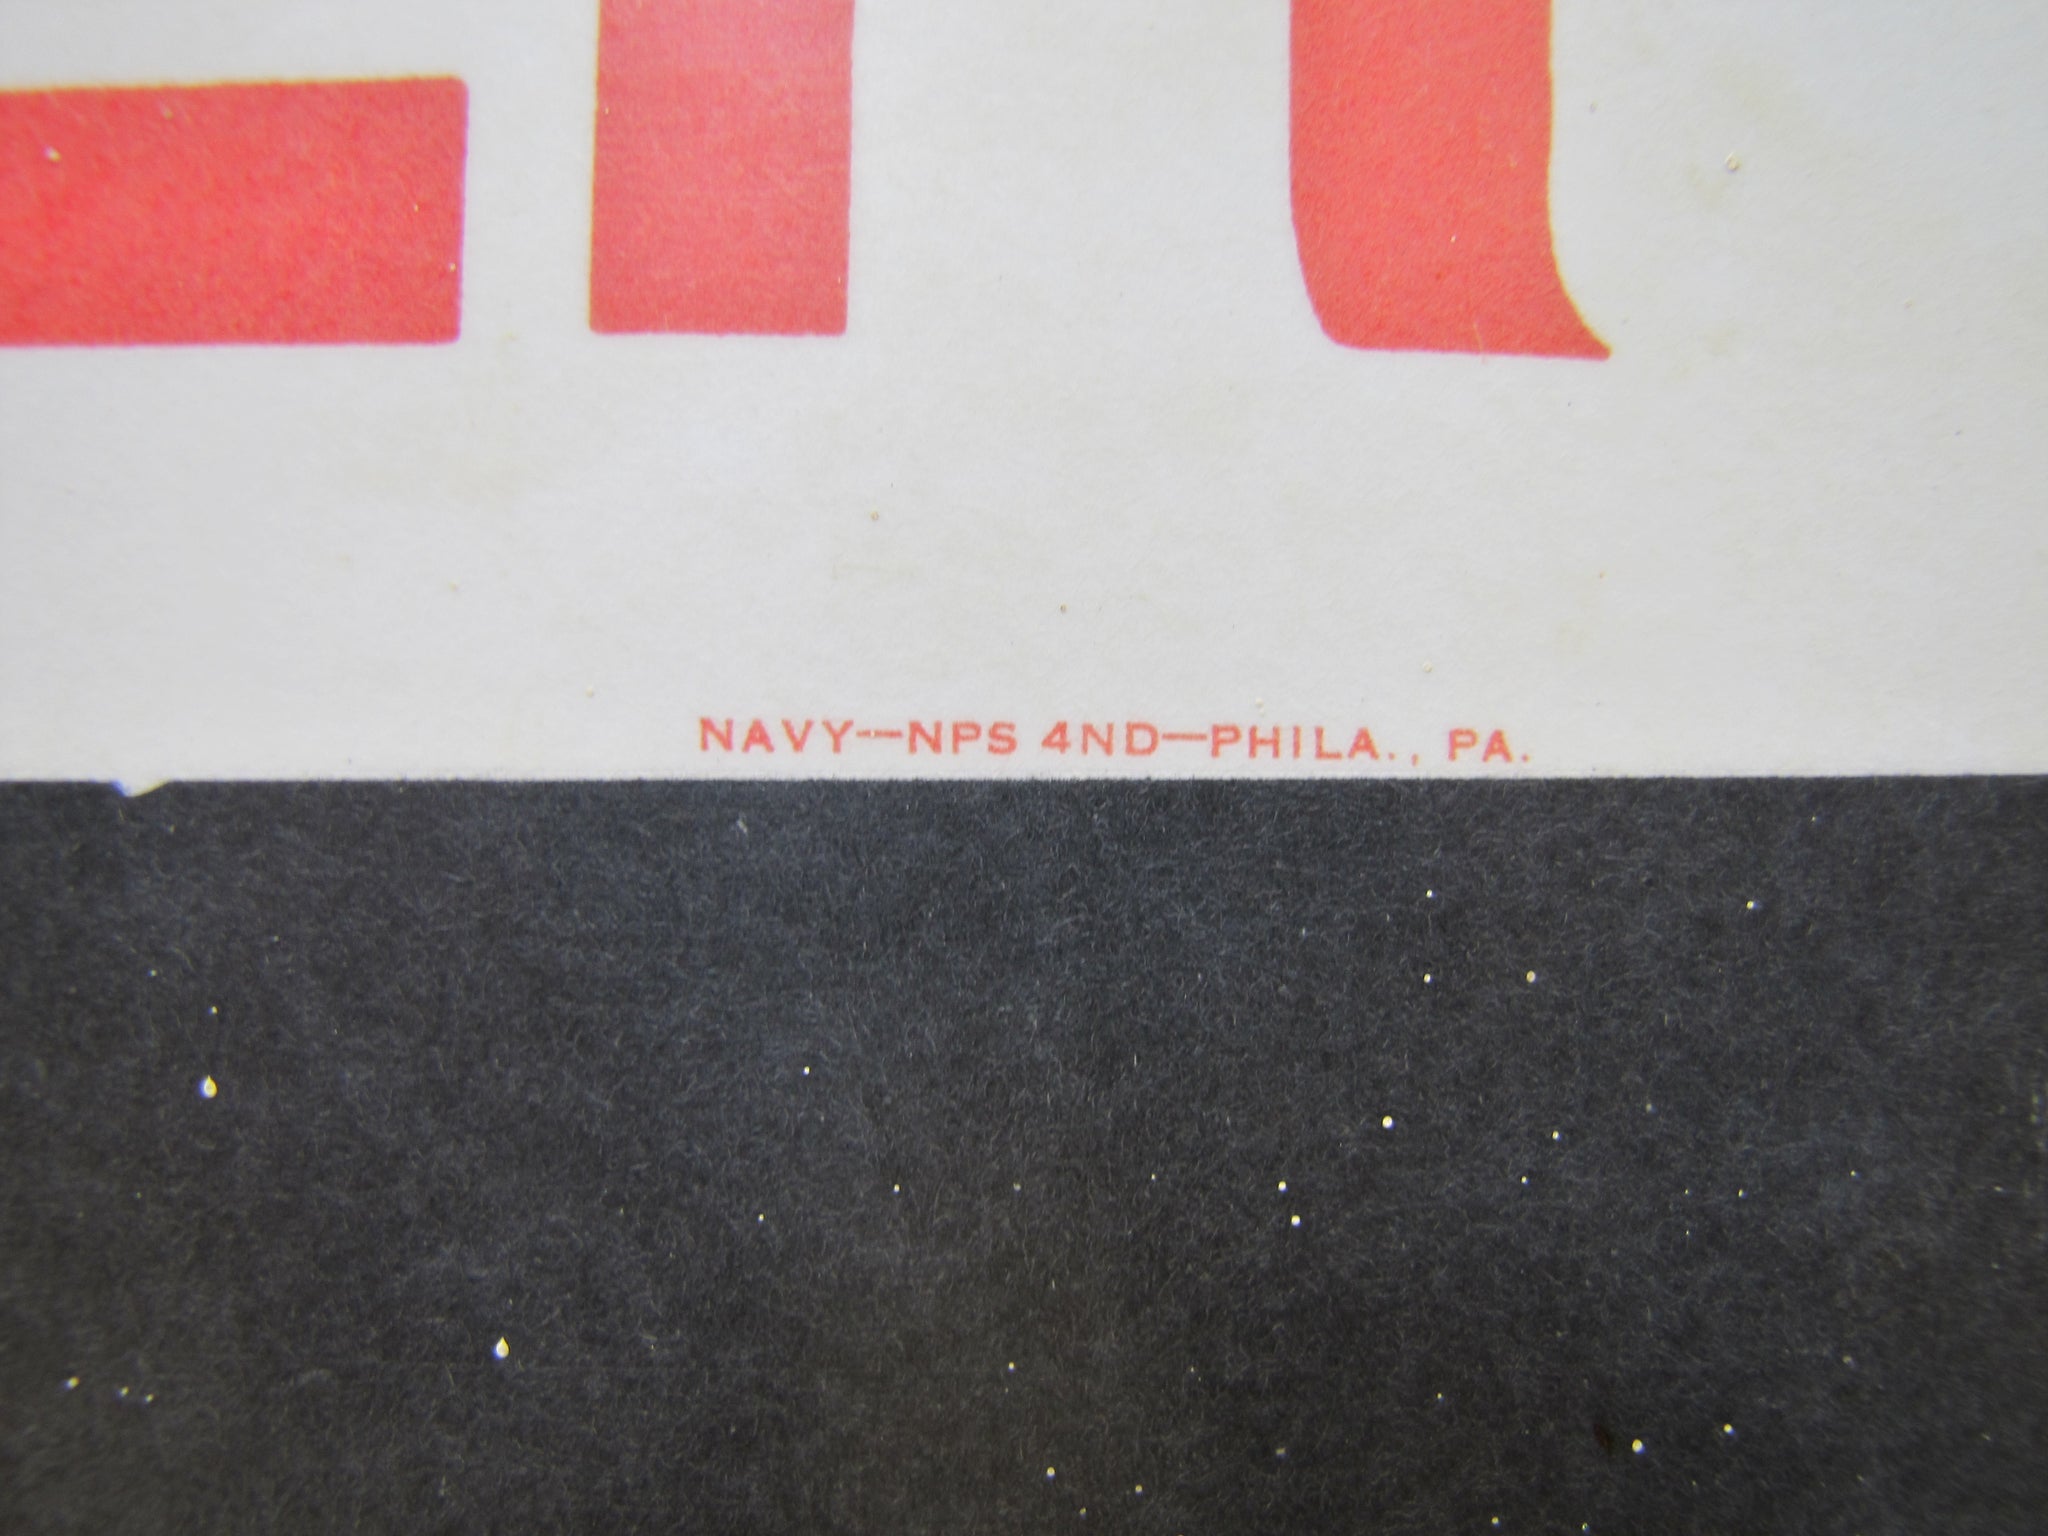 NAVY—NPS 4ND—PHILA., PA.